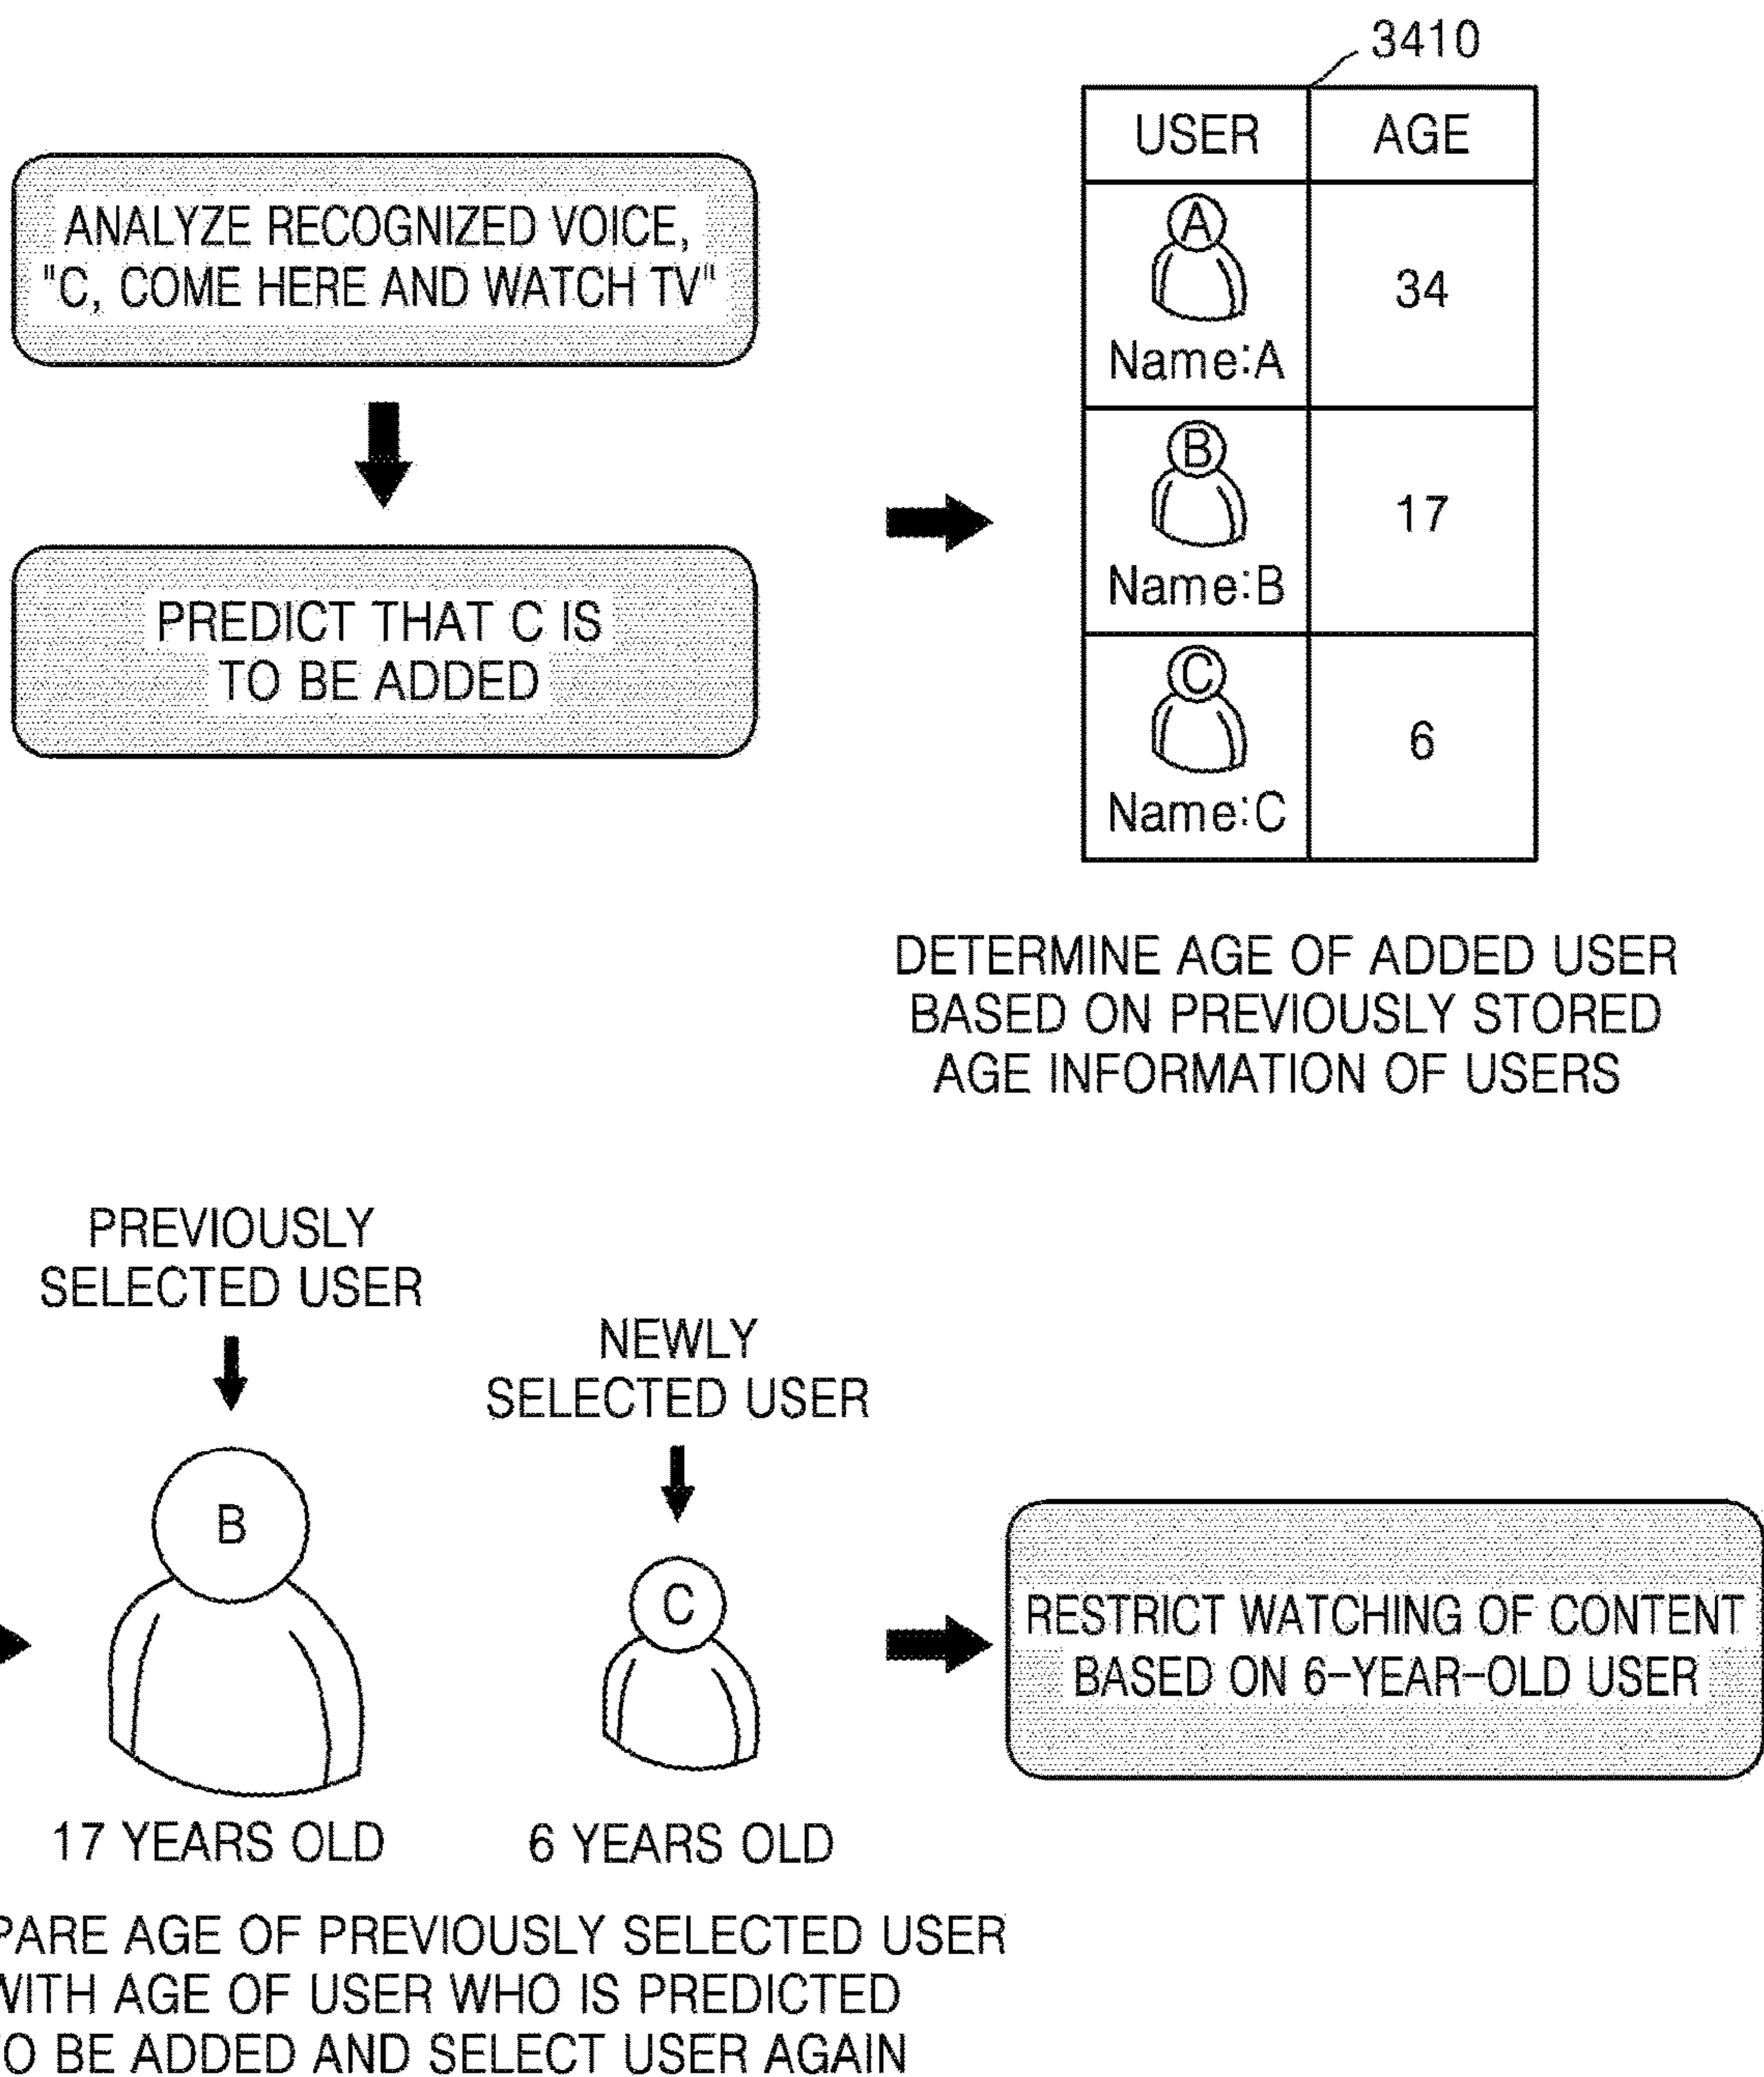 3410
ANALYZE RECOGNIZED VOICE,
"C, COME HERE AND WATCH TV"
PREDICT THAT C IS
TO BE ADDED
USER AGE
A
Name:A
34
B
Name:B
17
C
Name:C
6
DETERMINE AGE OF ADDED USER
BASED ON PREVIOUSLY STORED
AGE INFORMATION OF USERS
PREVIOUSLY
SELECTED USER
B
17 YEARS OLD
NEWLY
SELECTED USER
C
6 YEARS OLD
RESTRICT WATCHING OF CONTENT
BASED ON 6-YEAR-OLD USER
PARE AGE OF PREVIOUSLY SELECTED USER
WITH AGE OF USER WHO IS PREDICTED
TO BE ADDED AND SELECT USER AGAIN